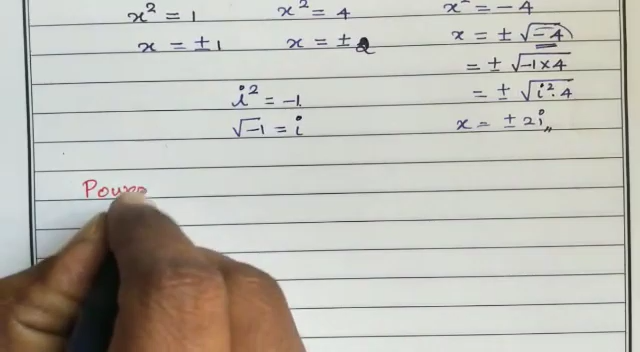 x² = 1
x² = 4
x² = -4
x = ±1
x = ±2
x = ± √-4
= ± √-1×4
= ± √i²·4
x = ± 2i
i² = -1
√-1 = i